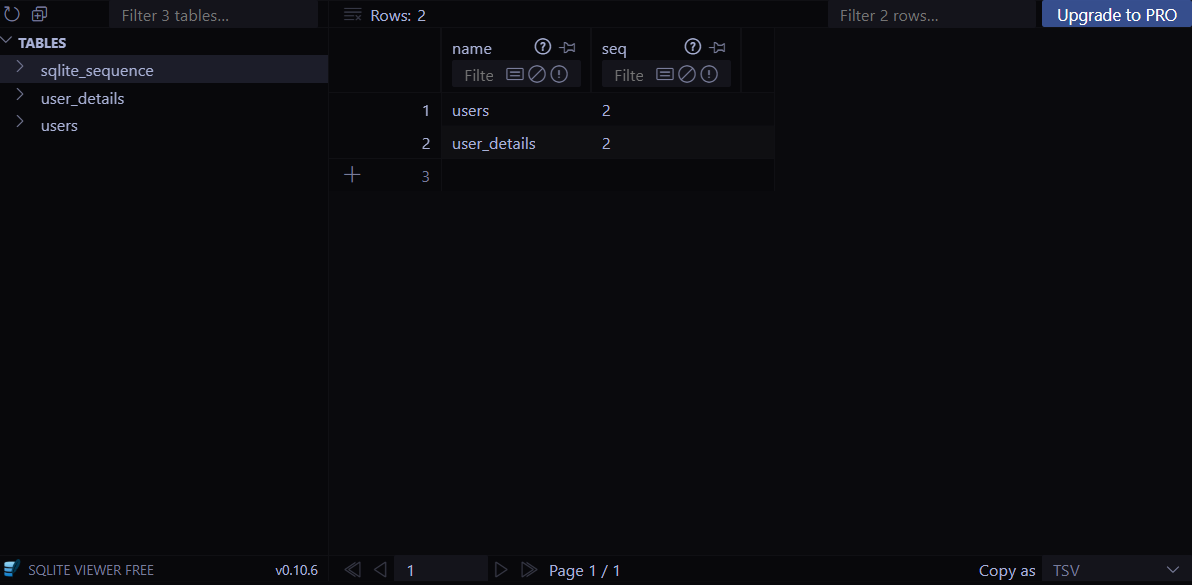 Filter 3 tables...
Rows: 2
Filter 2 rows...
Upgrade to PRO
TABLES
sqlite_sequence
user_details
users
name
seq
Filte
Filte
1 users 2
2 user_details 2
3
SQLITE VIEWER FREE
v0.10.6
1
Page 1 / 1
Copy as
TSV